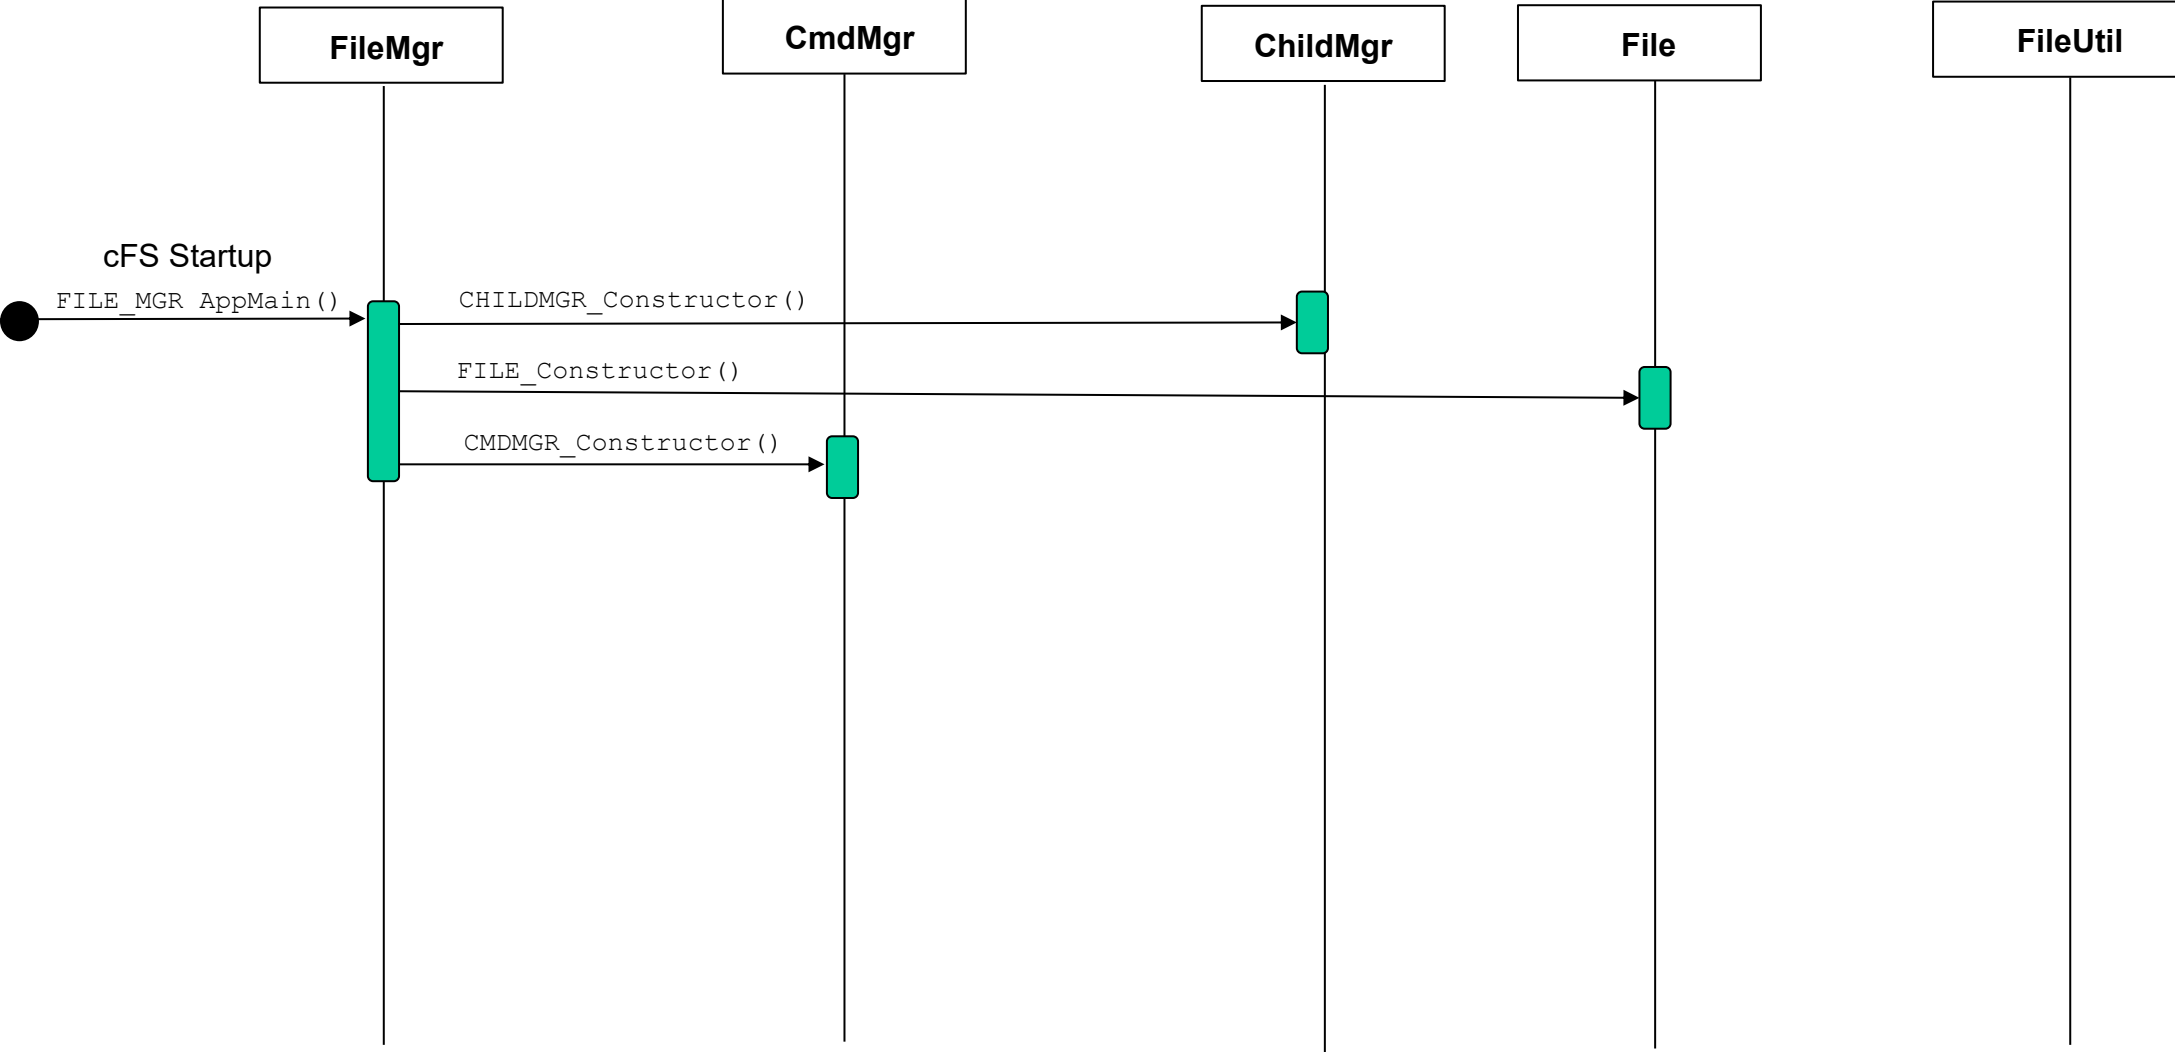 FileMgr
CmdMgr
ChildMgr
File
FileUtil
cFS Startup
FILE_MGR AppMain()
CHILDMGR_Constructor()
FILE_Constructor()
CMDMGR_Constructor()